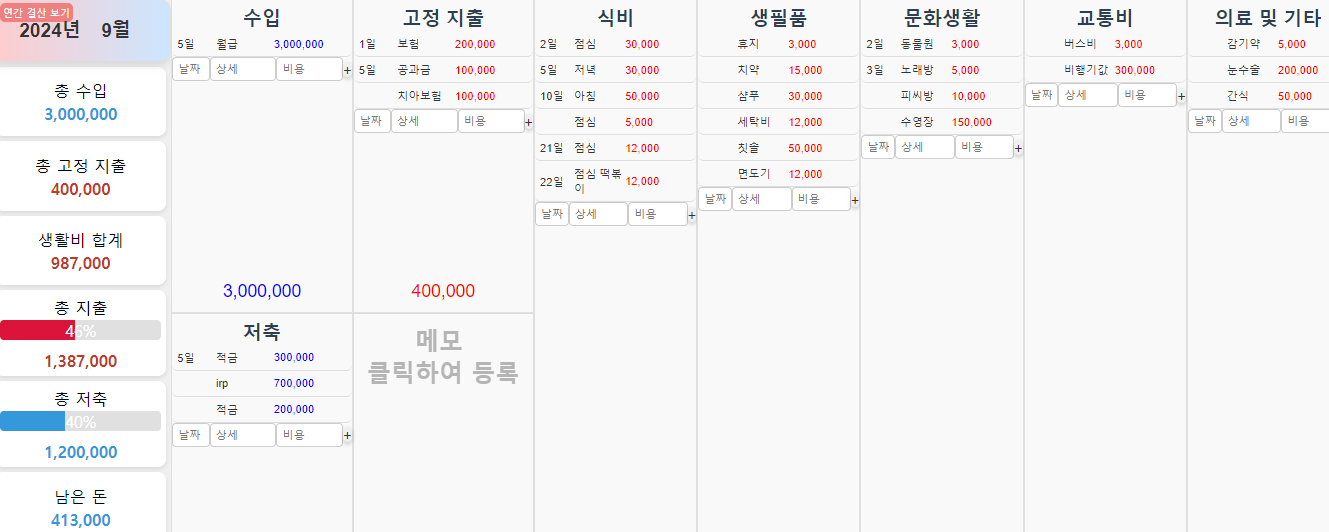 연간 결산 보기
2024년 9월
총 수입
3,000,000
총 고정 지출
400,000
생활비 합계
987,000
총 지출
46%
1,387,000
총 저축
40%
1,200,000
남은 돈
413,000
수입
5일 월급 3,000,000
날짜 상세 비용 +
3,000,000
저축
5일 적금 300,000
irp 700,000
적금 200,000
날짜 상세 비용 +
고정 지출
1일 보험 200,000
5일 공과금 100,000
치아보험 100,000
날짜 상세 비용 +
400,000
메모
클릭하여 등록
식비
2일 점심 30,000
5일 저녁 30,000
10일 아침 50,000
점심 5,000
21일 점심 12,000
22일 점심 떡볶
이 12,000
날짜 상세 비용 +
생필품
휴지 3,000
치약 15,000
샴푸 30,000
세탁비 12,000
칫솔 50,000
면도기 12,000
날짜 상세 비용 +
문화생활
2일 동물원 3,000
3일 노래방 5,000
피씨방 10,000
수영장 150,000
날짜 상세 비용 +
교통비
버스비 3,000
비행기값 300,000
날짜 상세 비용 +
의료 및 기타
감기약 5,000
눈수술 200,000
간식 50,000
날짜 상세 비용